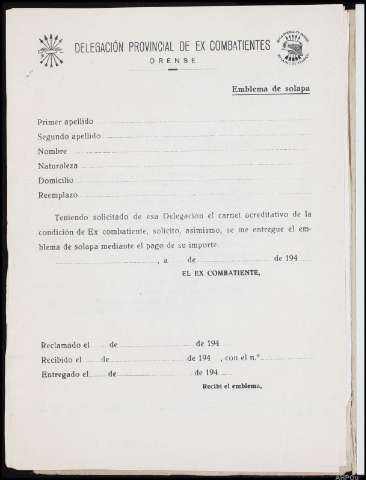 DELEGACIÓN PROVINCIAL DE EX COMBATIENTES
ORENSE
Emblema de solapa
Primer apellido
Segundo apellido
Nombre
Naturaleza
Domicilio
Reemplazo
Teniendo solicitado de esa Delegación el carnet acreditativo de la
condición de Ex combatiente, solicito, asimismo, se me entregue el em-
blema de solapa mediante el pago de su importe.
, a de de 194
EL EX COMBATIENTE,
Reclamado el de de 194
Recibido el de de 194 , con el n.º
Entregado el de de 194
Recibí el emblema,
AHPOu